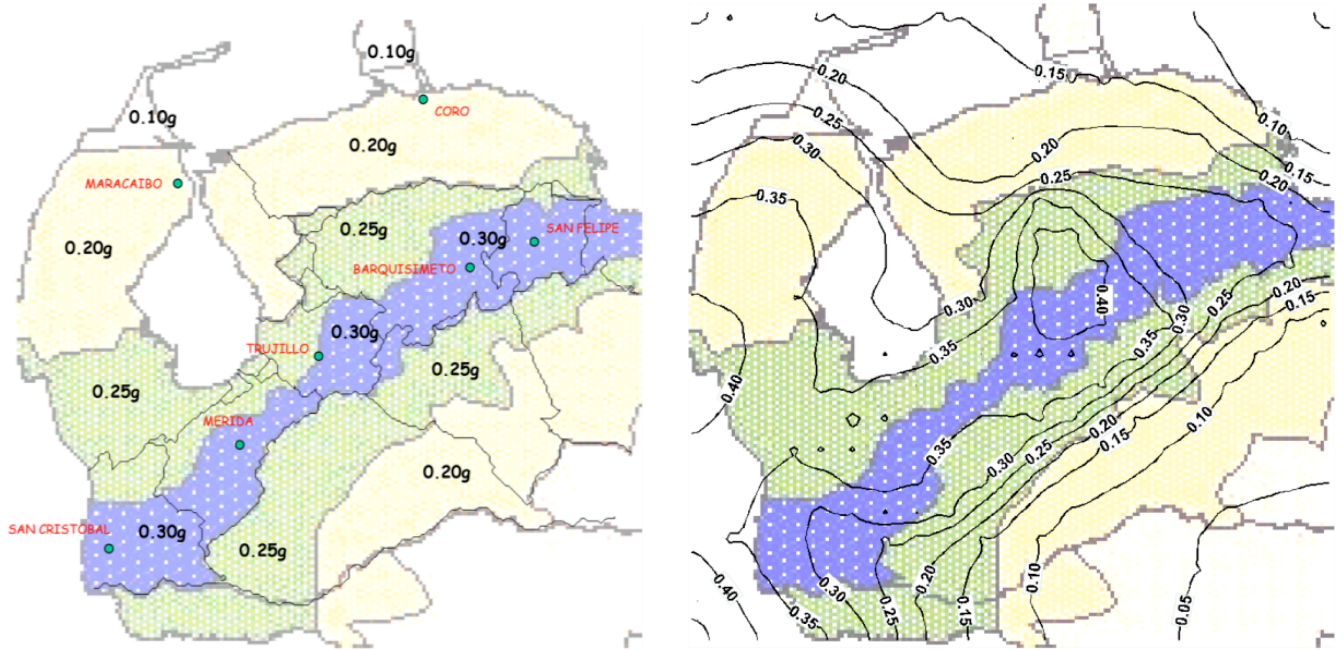 0.10g
CORO
0.10g
0.20g
MARACAIBO
0.25g
0.20g
0.30g
SAN FELIPE
BARQUISIMETO
0.30g
TRUJILLO
0.25g
0.25g
MERIDA
0.20g
SAN CRISTOBAL
0.30g
0.25g
0.20
0.15
0.25
0.10
0.30
0.20
0.15
0.25
0.20
0.35
0.40
0.30
0.25
0.20
0.15
0.30
0.35
0.35
0.40
0.10
0.20
0.15
0.25
0.30
0.35
0.40
0.35
0.30
0.25
0.20
0.15
0.10
0.05